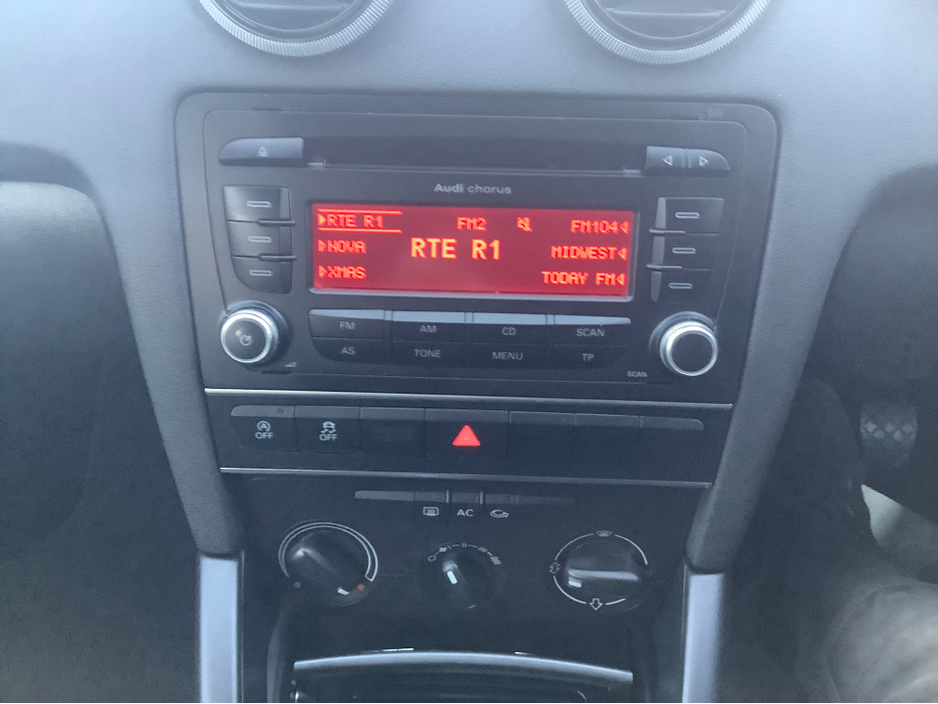 Audi chorus
RTE R1 FM2 FM104
NOVA RTE R1 MIDWEST
XMAS TODAY FM
FM AM CD SCAN
AS TONE MENU TP
SCAN
OFF OFF
AC